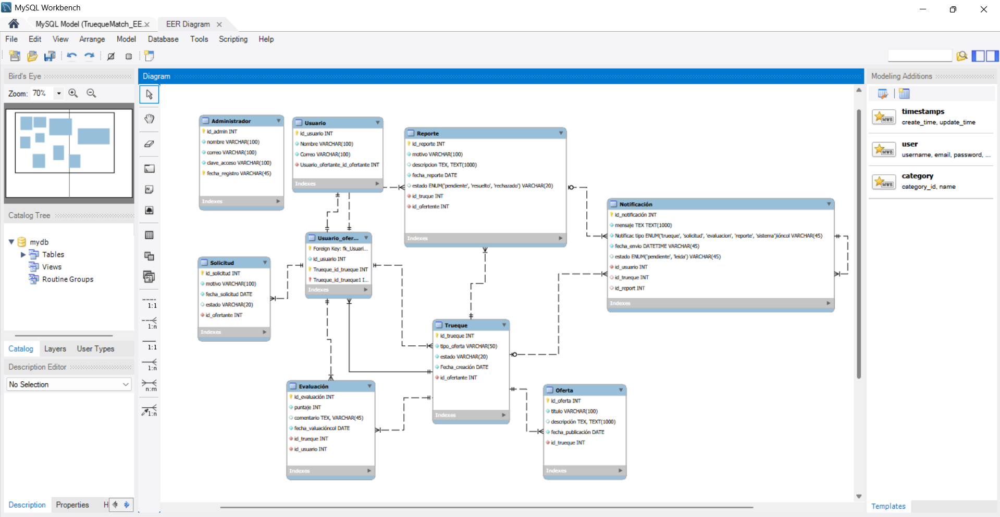 MySQL Workbench
MySQL Model (TruequeMatch_EE.×
EER Diagram ×
File Edit View Arrange Model Database Tools Scripting Help
Bird's Eye
Zoom: 70%
Catalog Tree
mydb
Tables
Views
Routine Groups
Catalog Layers User Types
Description Editor
No Selection
Description Properties H
Diagram
1:1
1:n
1:1
1:n
n:m
1:n
Administrador
id_admin INT
nombre VARCHAR(100)
correo VARCHAR(100)
clave_acceso VARCHAR(100)
fecha_registro VARCHAR(45)
Indexes
Usuario
id_usuario INT
Nombre VARCHAR(100)
Correo VARCHAR(100)
Usuario_ofertante_id_ofertante INT
Indexes
Reporte
id_reporte INT
motivo VARCHAR(100)
descripcion TEX, TEXT(1000)
fecha_reporte DATE
estado ENUM('pendiente', 'resuelto', 'rechazado') VARCHAR(20)
id_truque INT
id_ofertente INT
Indexes
Notificación
id_notificación INT
mensaje TEX TEXT(1000)
Notificac tipo ENUM('trueque', 'solicitud', 'evaluacion', 'reporte', 'sistema')ióncol VARCHAR(45)
fecha_envio DATETIME VARCHAR(45)
estado ENUM('pendiente', 'leida') VARCHAR(45)
id_usuario INT
id_trueque INT
id_report INT
Indexes
Usuario_ofer...
Foreign Key: fk_Usuari...
id_usuario INT
Trueque_id_trueque INT
Trueque_id_trueque1 I...
Indexes
Solicitud
id_solicitud INT
motivo VARCHAR(100)
fecha_solicitud DATE
estado VARCHAR(20)
id_ofertante INT
Indexes
Trueque
id_trueque INT
tipo_oferta VARCHAR(50)
estado VARCHAR(20)
Fecha_creación DATE
id_ofertante INT
Indexes
Evaluación
id_evaluación INT
puntaje INT
comentario TEX, VARCHAR(45)
fecha_valuacióncol DATE
id_trueque INT
id_usuario INT
Indexes
Oferta
id_oferta INT
titulo VARCHAR(100)
descripción TEX, TEXT(1000)
fecha_publicación DATE
id_trueque INT
Indexes
Modeling Additions
MWB
timestamps
create_time, update_time
MWB
user
username, email, password, ...
MWB
category
category_id, name
Templates